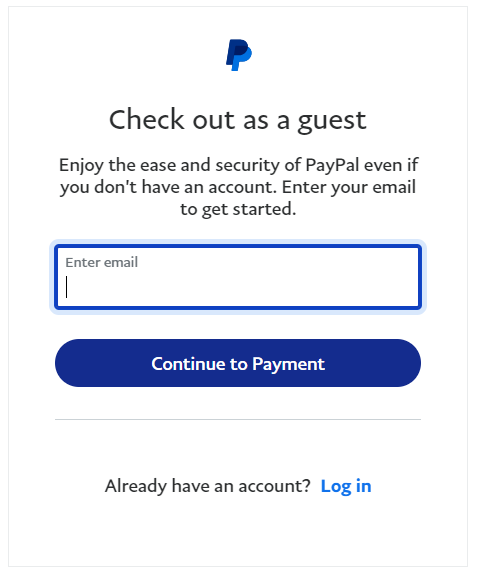 Check out as a guest
Enjoy the ease and security of PayPal even if
you don't have an account. Enter your email
to get started.
Enter email
Continue to Payment
Already have an account? Log in